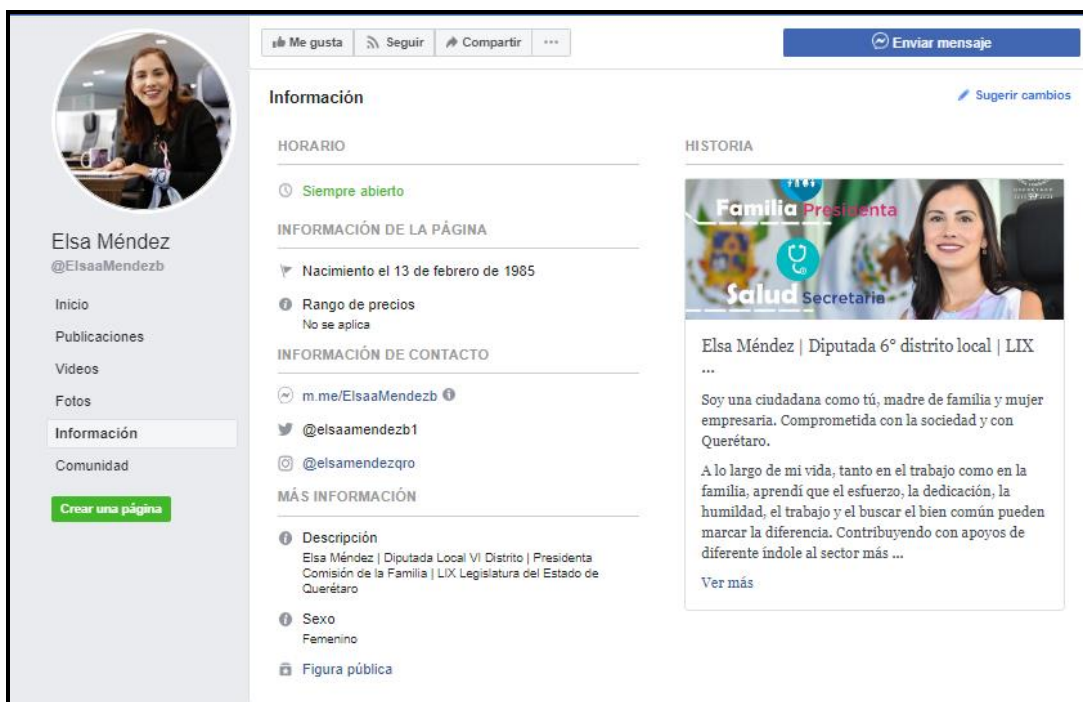 Me gusta
Seguir
Compartir
...
Enviar mensaje
Información
Sugerir cambios
Elsa Méndez
@ElsaaMendezb
Inicio
Publicaciones
Videos
Fotos
Información
Comunidad
Crear una página
HORARIO
Siempre abierto
INFORMACIÓN DE LA PÁGINA
Nacimiento el 13 de febrero de 1985
Rango de precios
No se aplica
INFORMACIÓN DE CONTACTO
m.me/ElsaaMendezb
@elsaamendezb1
@elsamendezqro
MÁS INFORMACIÓN
Descripción
Elsa Méndez | Diputada Local VI Distrito | Presidenta
Comisión de la Familia | LIX Legislatura del Estado de
Querétaro
Sexo
Femenino
Figura pública
HISTORIA
Familia Presidenta
Salud Secretaria
Elsa Méndez | Diputada 6° distrito local | LIX
...
Soy una ciudadana como tú, madre de familia y mujer
empresaria. Comprometida con la sociedad y con
Querétaro.
A lo largo de mi vida, tanto en el trabajo como en la
familia, aprendí que el esfuerzo, la dedicación, la
humildad, el trabajo y el buscar el bien común pueden
marcar la diferencia. Contribuyendo con apoyos de
diferente índole al sector más ...
Ver más